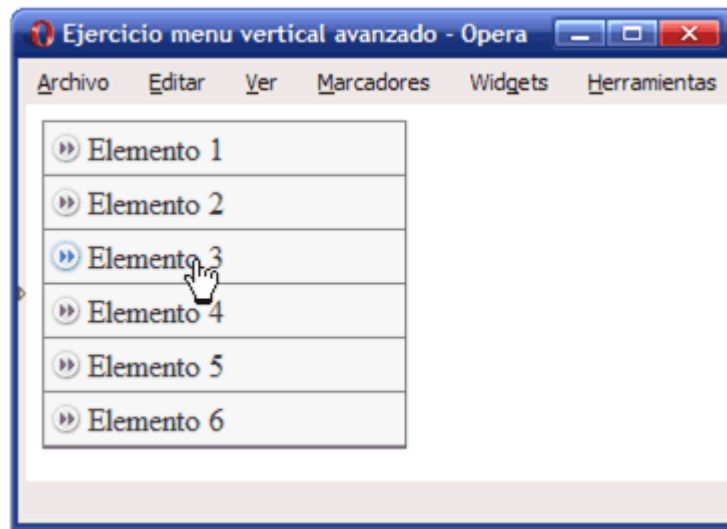 Ejercicio menu vertical avanzado - Opera
Archivo Editar Ver Marcadores Widgets Herramientas
Elemento 1
Elemento 2
Elemento 3
Elemento 4
Elemento 5
Elemento 6